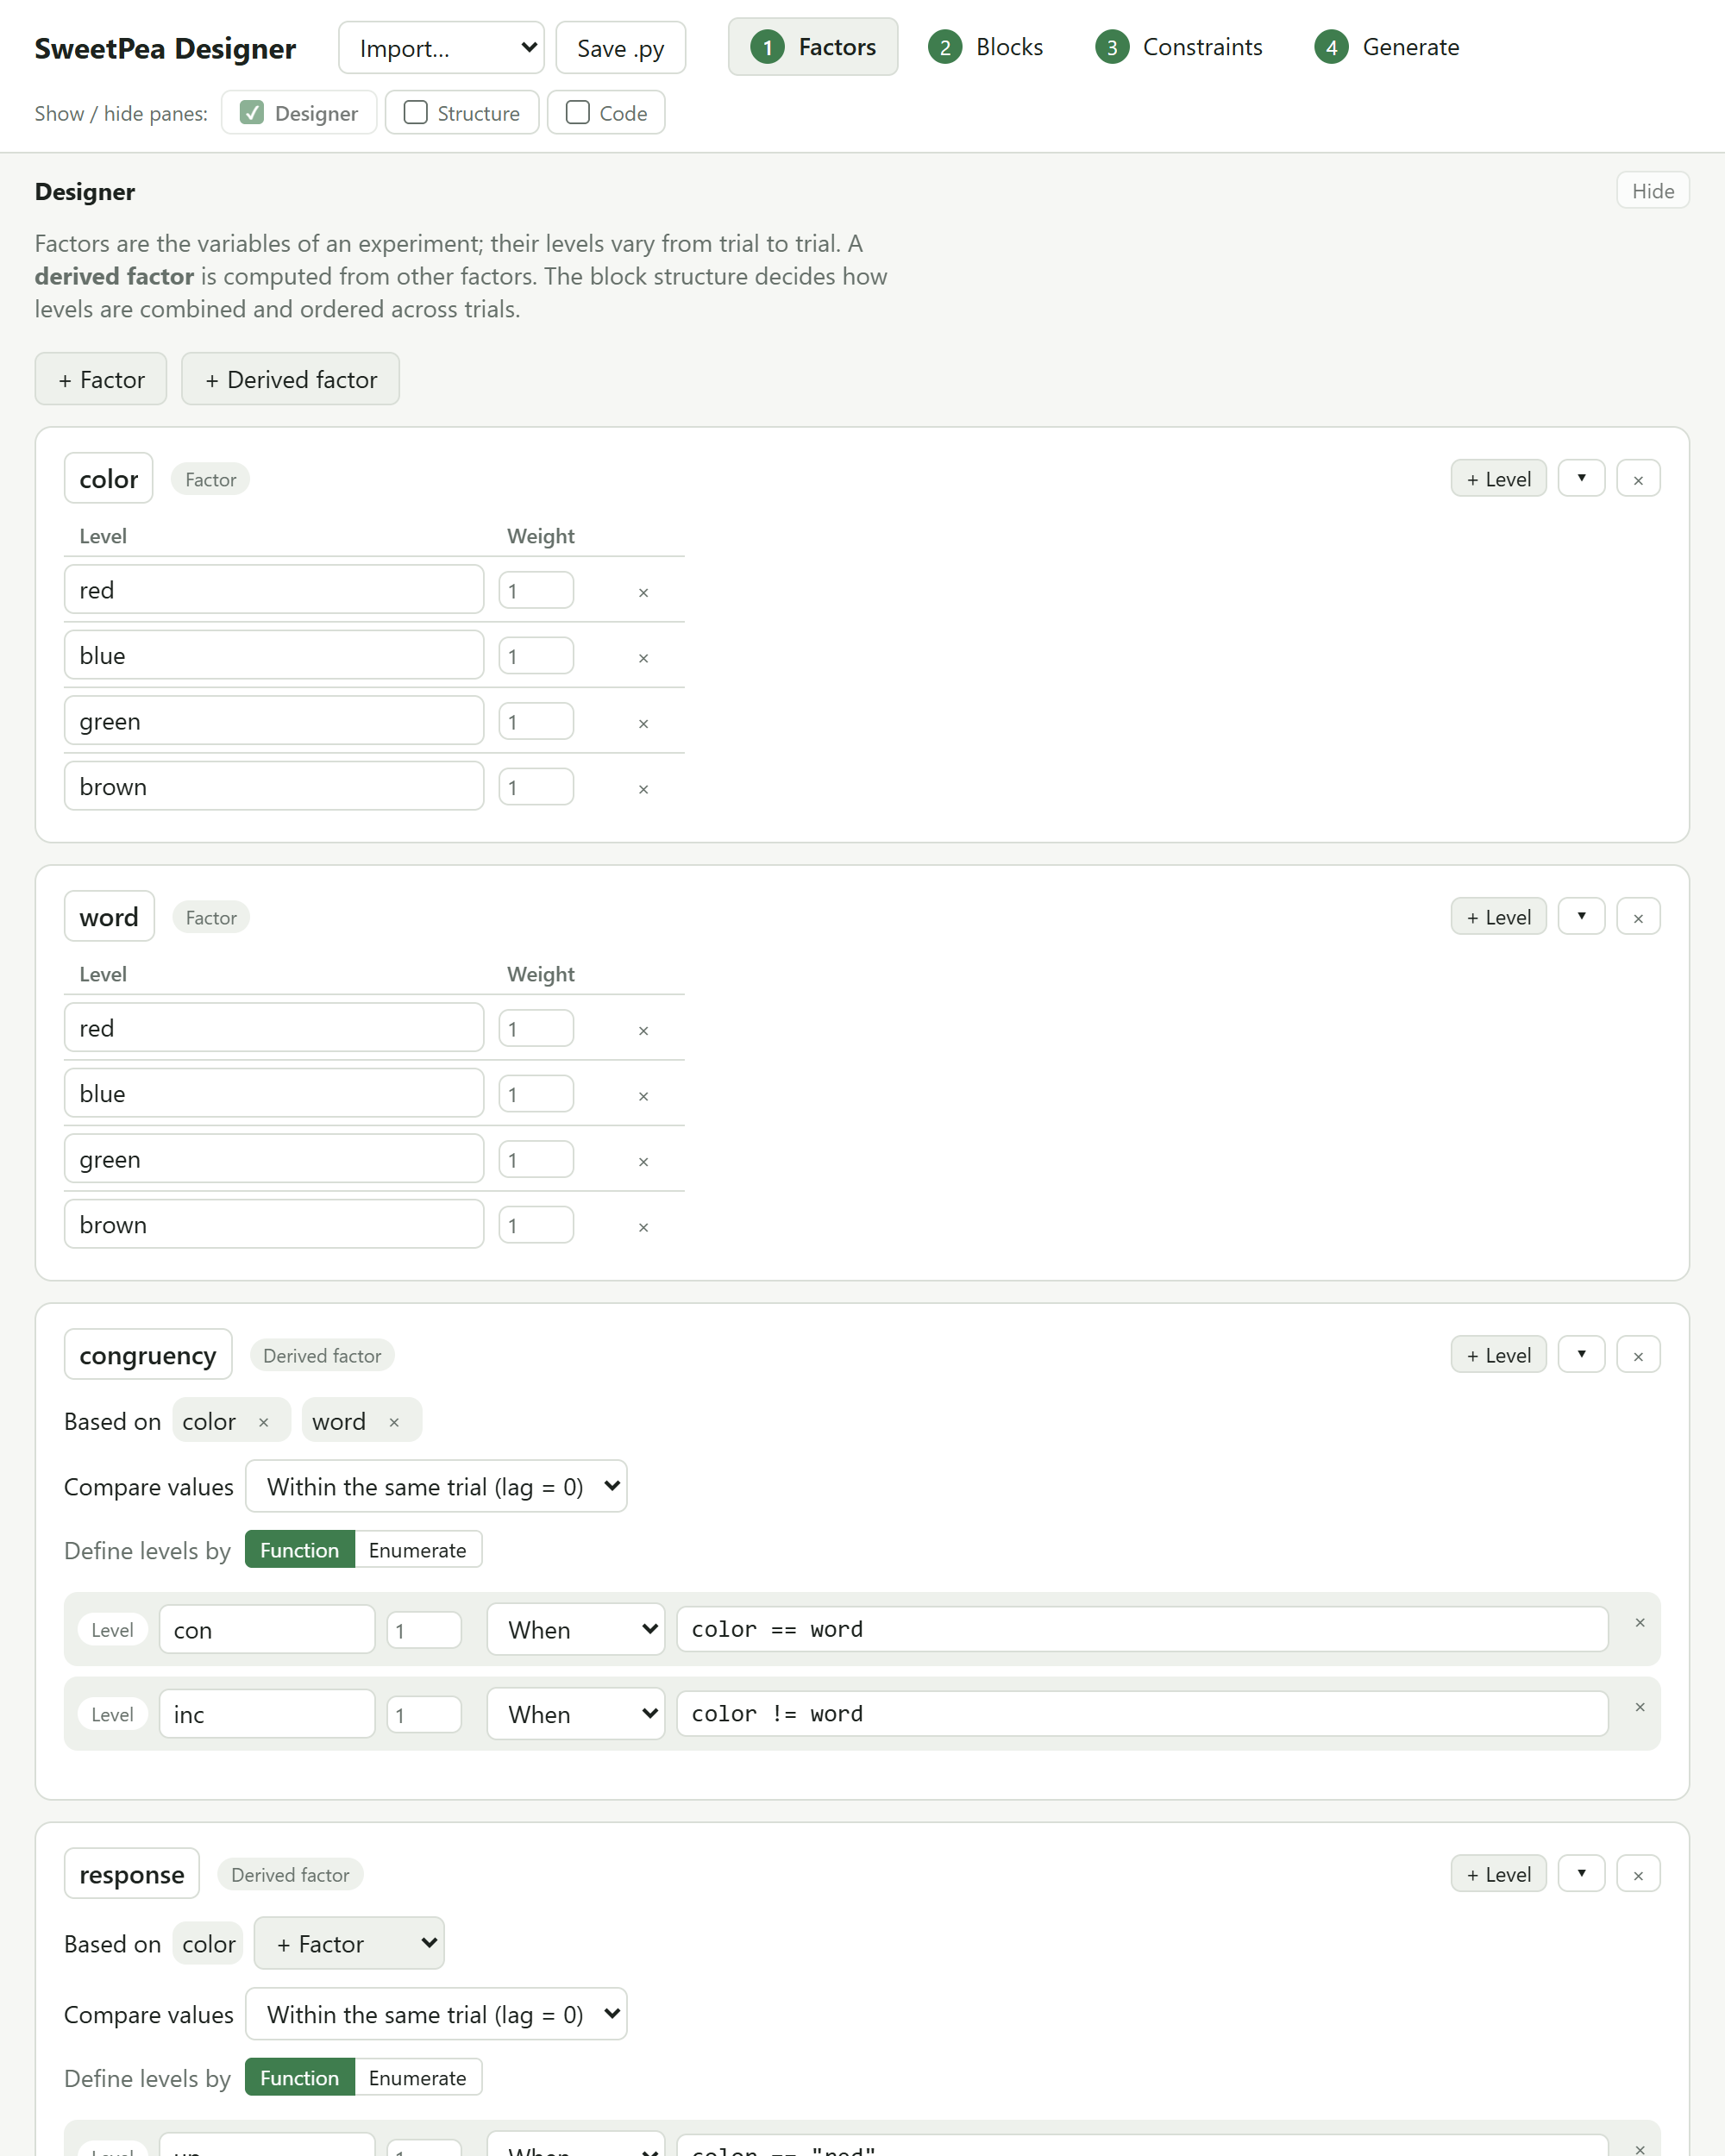 SweetPea Designer Import... Save .py 1 Factors 2 Blocks 3 Constraints 4 Generate
Show / hide panes: Designer Structure Code
Designer Hide
Factors are the variables of an experiment; their levels vary from trial to trial. A
derived factor is computed from other factors. The block structure decides how
levels are combined and ordered across trials.
+ Factor + Derived factor
color Factor + Level ▼ ×
Level Weight
red 1 ×
blue 1 ×
green 1 ×
brown 1 ×
word Factor + Level ▼ ×
Level Weight
red 1 ×
blue 1 ×
green 1 ×
brown 1 ×
congruency Derived factor + Level ▼ ×
Based on color × word ×
Compare values Within the same trial (lag = 0)
Define levels by Function Enumerate
Level con 1 When color == word ×
Level inc 1 When color != word ×
response Derived factor + Level ▼ ×
Based on color + Factor
Compare values Within the same trial (lag = 0)
Define levels by Function Enumerate
Level up 1 When color == "red" ×